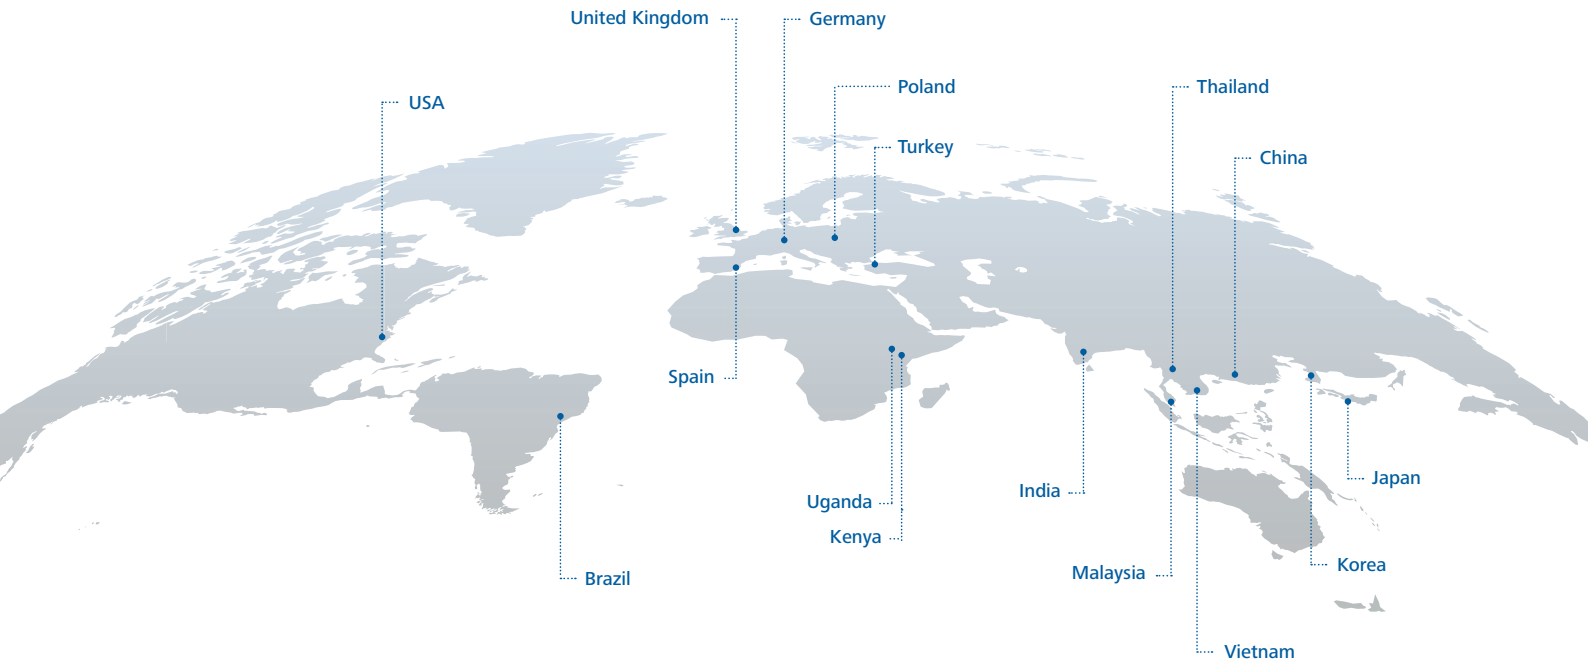 United Kingdom
Germany
Poland
Thailand
USA
Turkey
China
Spain
Japan
India
Uganda
Kenya
Korea
Malaysia
Brazil
Vietnam